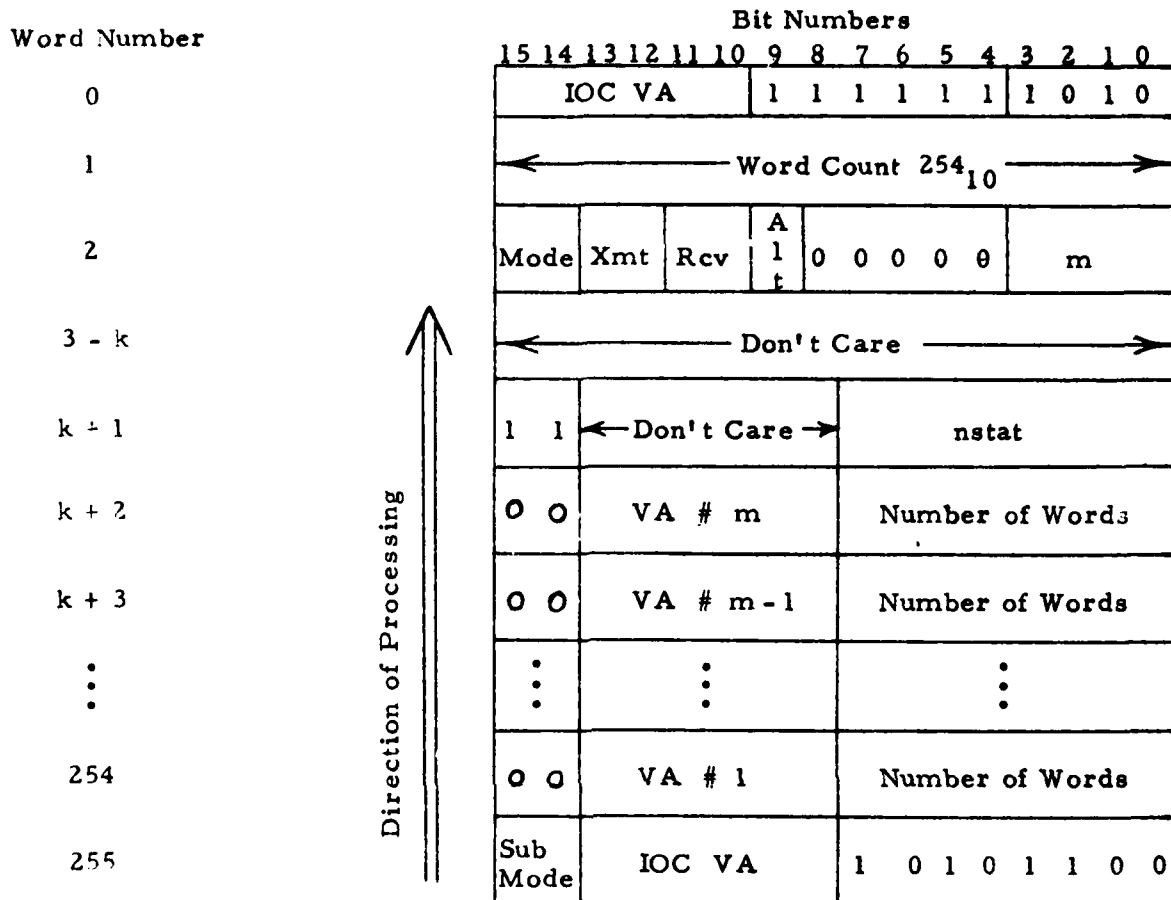 Bit Numbers
Word Number
15 14 13 12 11 10 9 8 7 6 5 4 3 2 1 0
0 IOC VA 1 1 1 1 1 1 1 0 1 0
1 Word Count 254₁₀
2 Mode Xmt Rcv Alt 0 0 0 0 0 m
3 - k Don't Care
k + 1 1 1 Don't Care nstat
k + 2 0 0 VA # m Number of Words
k + 3 0 0 VA # m - 1 Number of Words
254 0 0 VA # 1 Number of Words
255 Sub Mode IOC VA 1 0 1 0 1 1 0 0
Direction of Processing